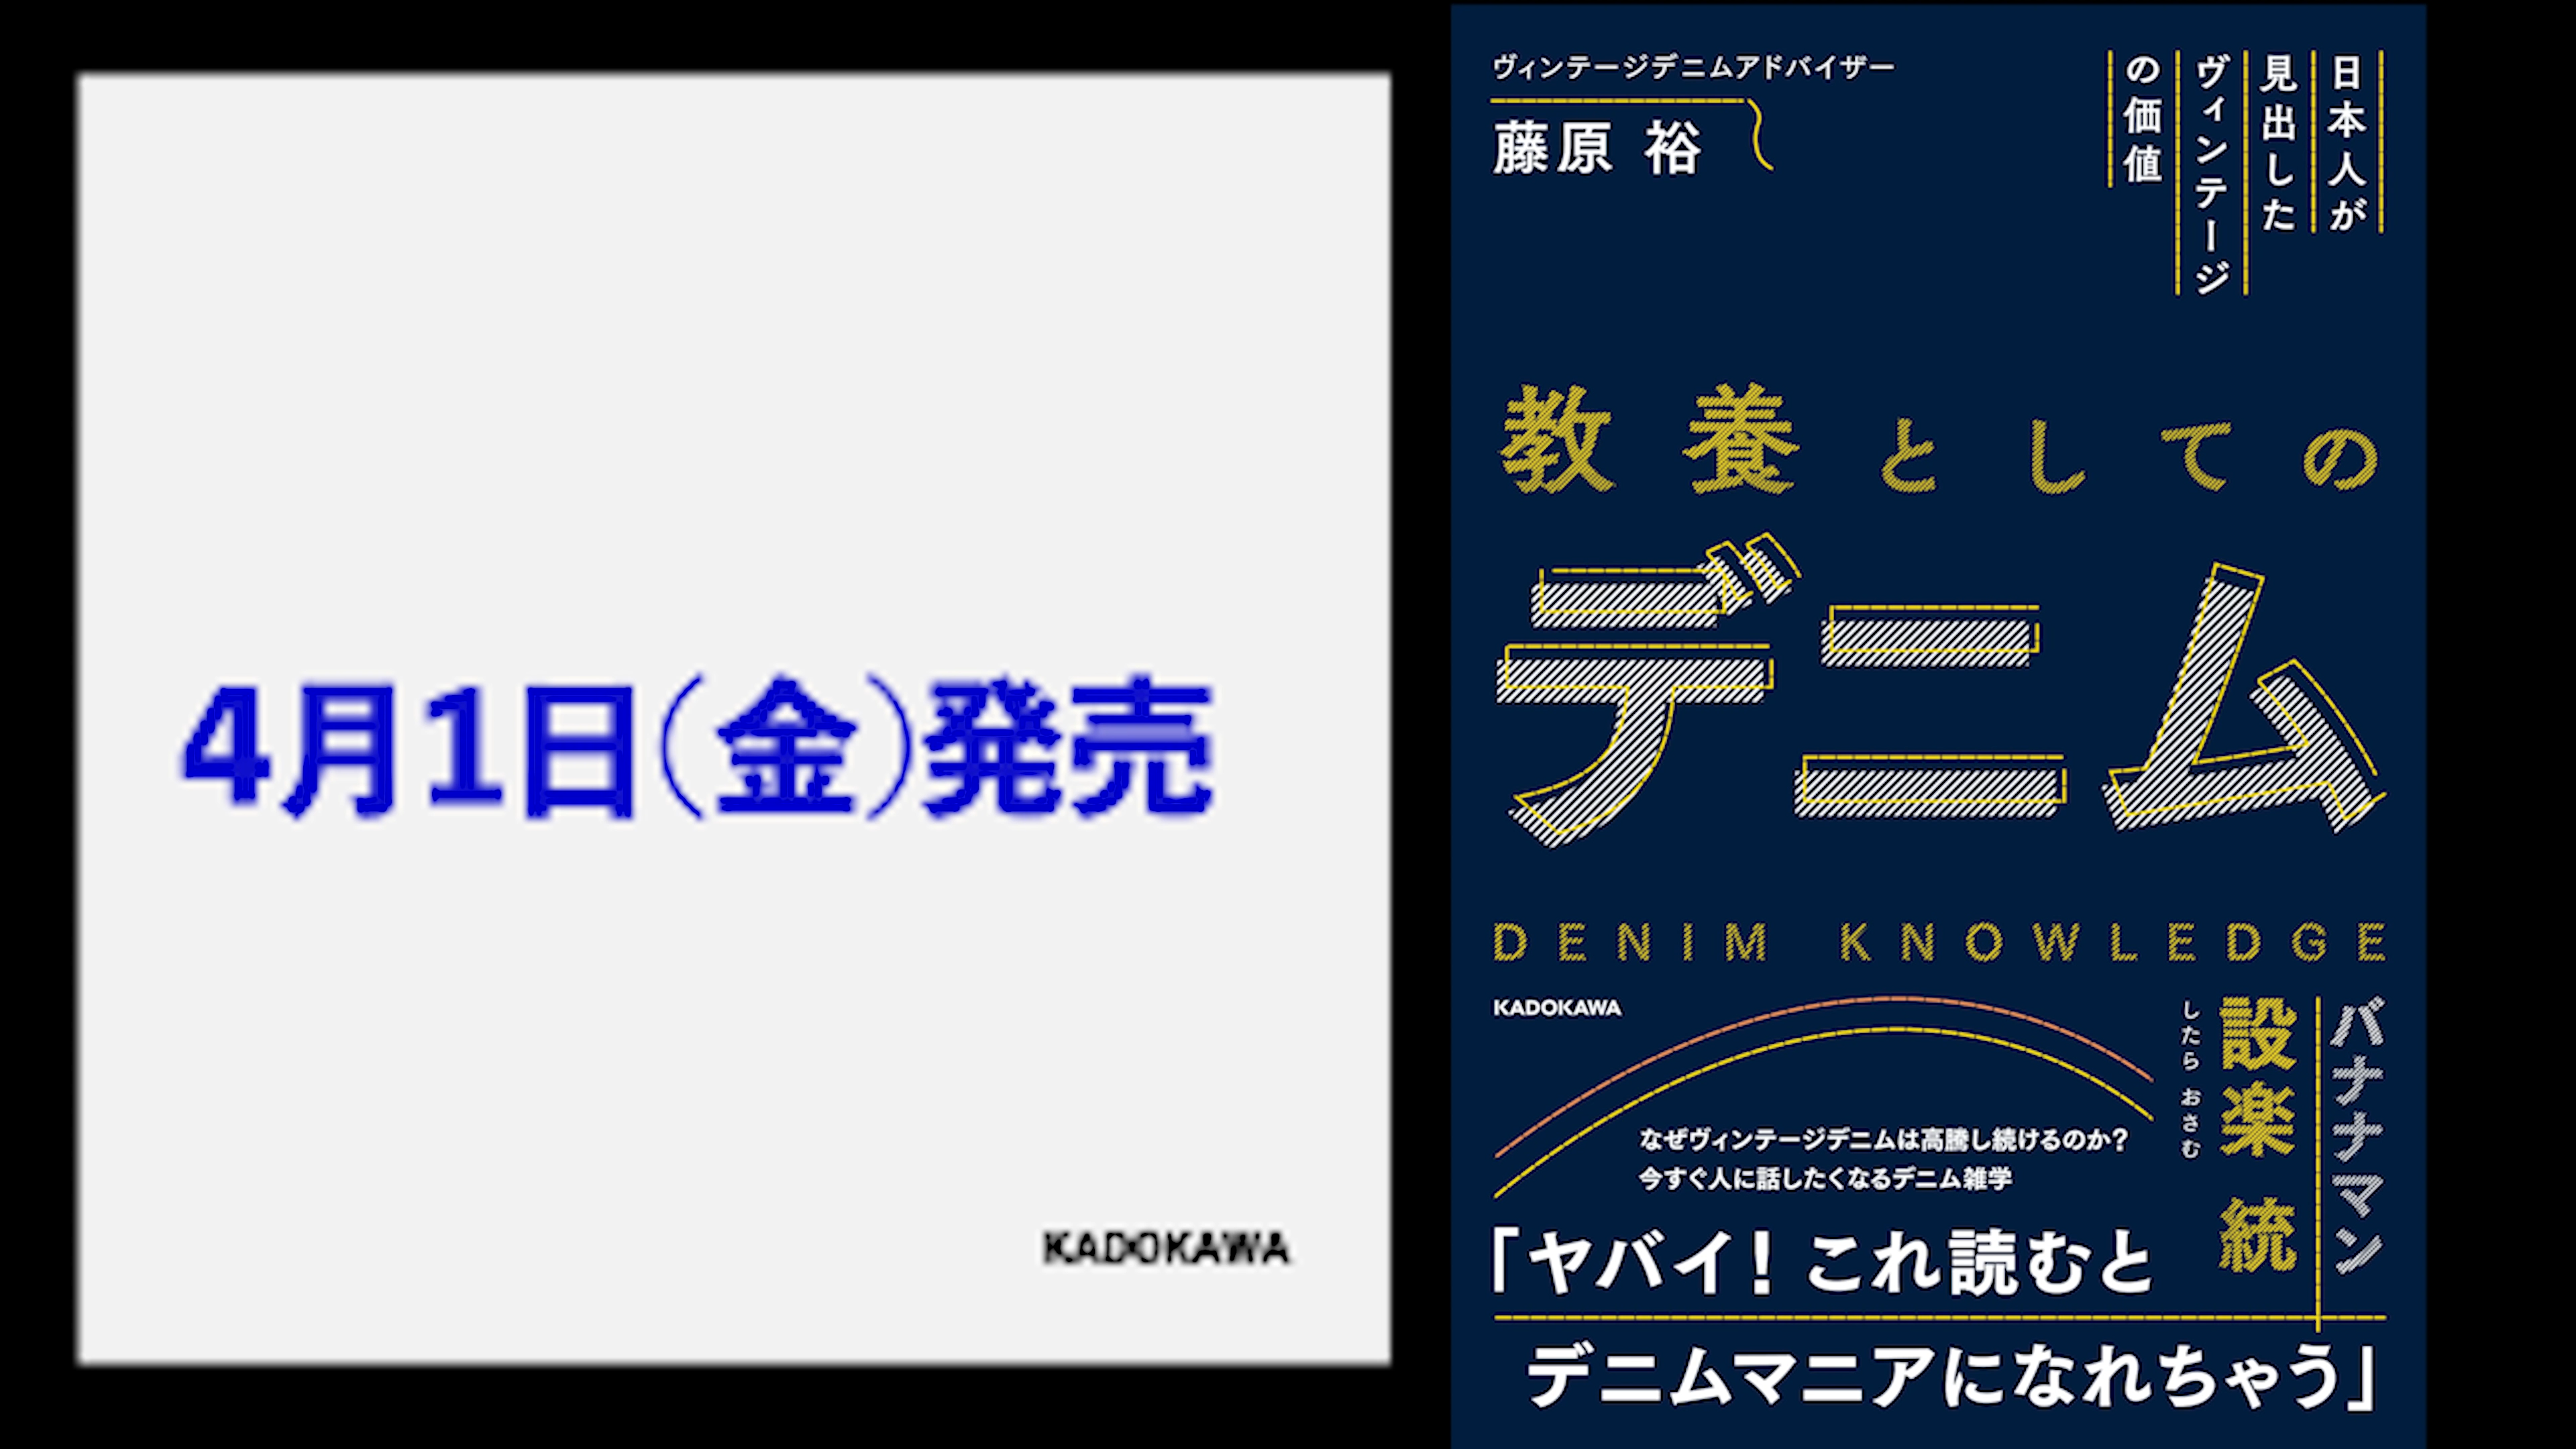 4月1日(金)発売
KADOKAWA
ヴィンテージデニムアドバイザー
藤原 裕
日本人が
見出した
ヴィンテージ
の価値
教養としての
デニム
DENIM KNOWLEDGE
KADOKAWA
バナナマン
設楽 統
したら おさむ
なぜヴィンテージデニムは高騰し続けるのか?
今すぐ人に話したくなるデニム雑学
「ヤバイ! これ読むと
デニムマニアになれちゃう」